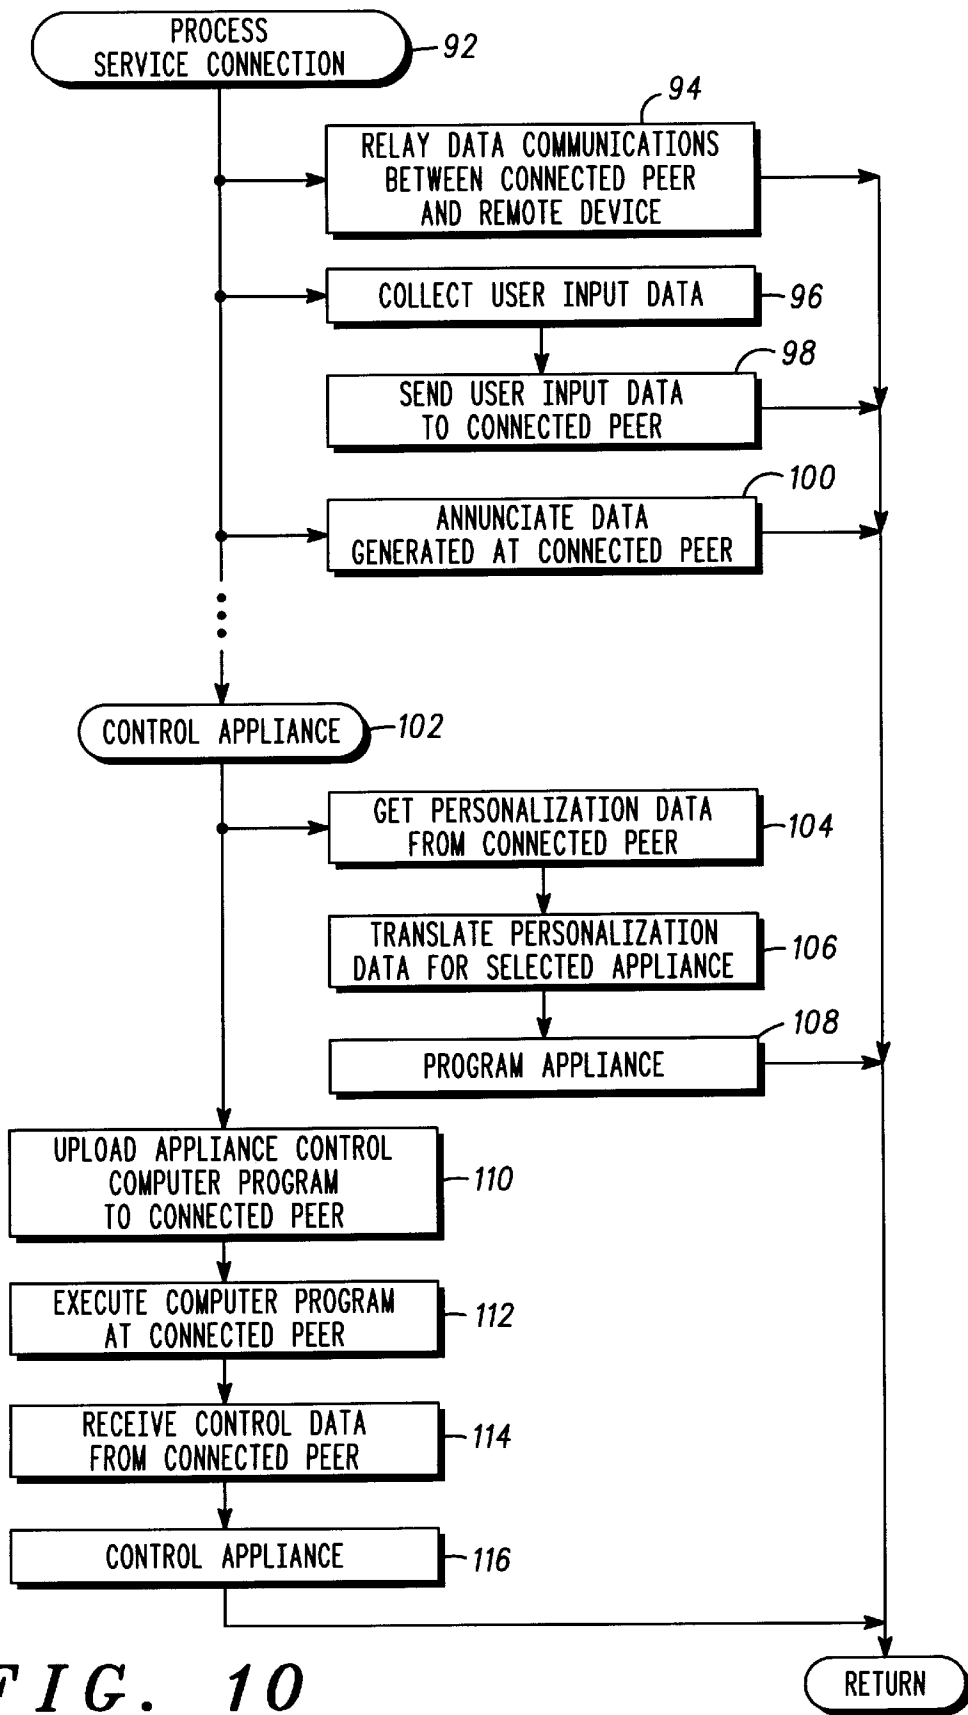 PROCESS
SERVICE CONNECTION
92
94
RELAY DATA COMMUNICATIONS
BETWEEN CONNECTED PEER
AND REMOTE DEVICE
COLLECT USER INPUT DATA
96
98
SEND USER INPUT DATA
TO CONNECTED PEER
100
ANNUNCIATE DATA
GENERATED AT CONNECTED PEER
CONTROL APPLIANCE
102
GET PERSONALIZATION DATA
FROM CONNECTED PEER
104
TRANSLATE PERSONALIZATION
DATA FOR SELECTED APPLIANCE
106
108
PROGRAM APPLIANCE
UPLOAD APPLIANCE CONTROL
COMPUTER PROGRAM
TO CONNECTED PEER
110
EXECUTE COMPUTER PROGRAM
AT CONNECTED PEER
112
RECEIVE CONTROL DATA
FROM CONNECTED PEER
114
CONTROL APPLIANCE
116
RETURN
FIG. 10